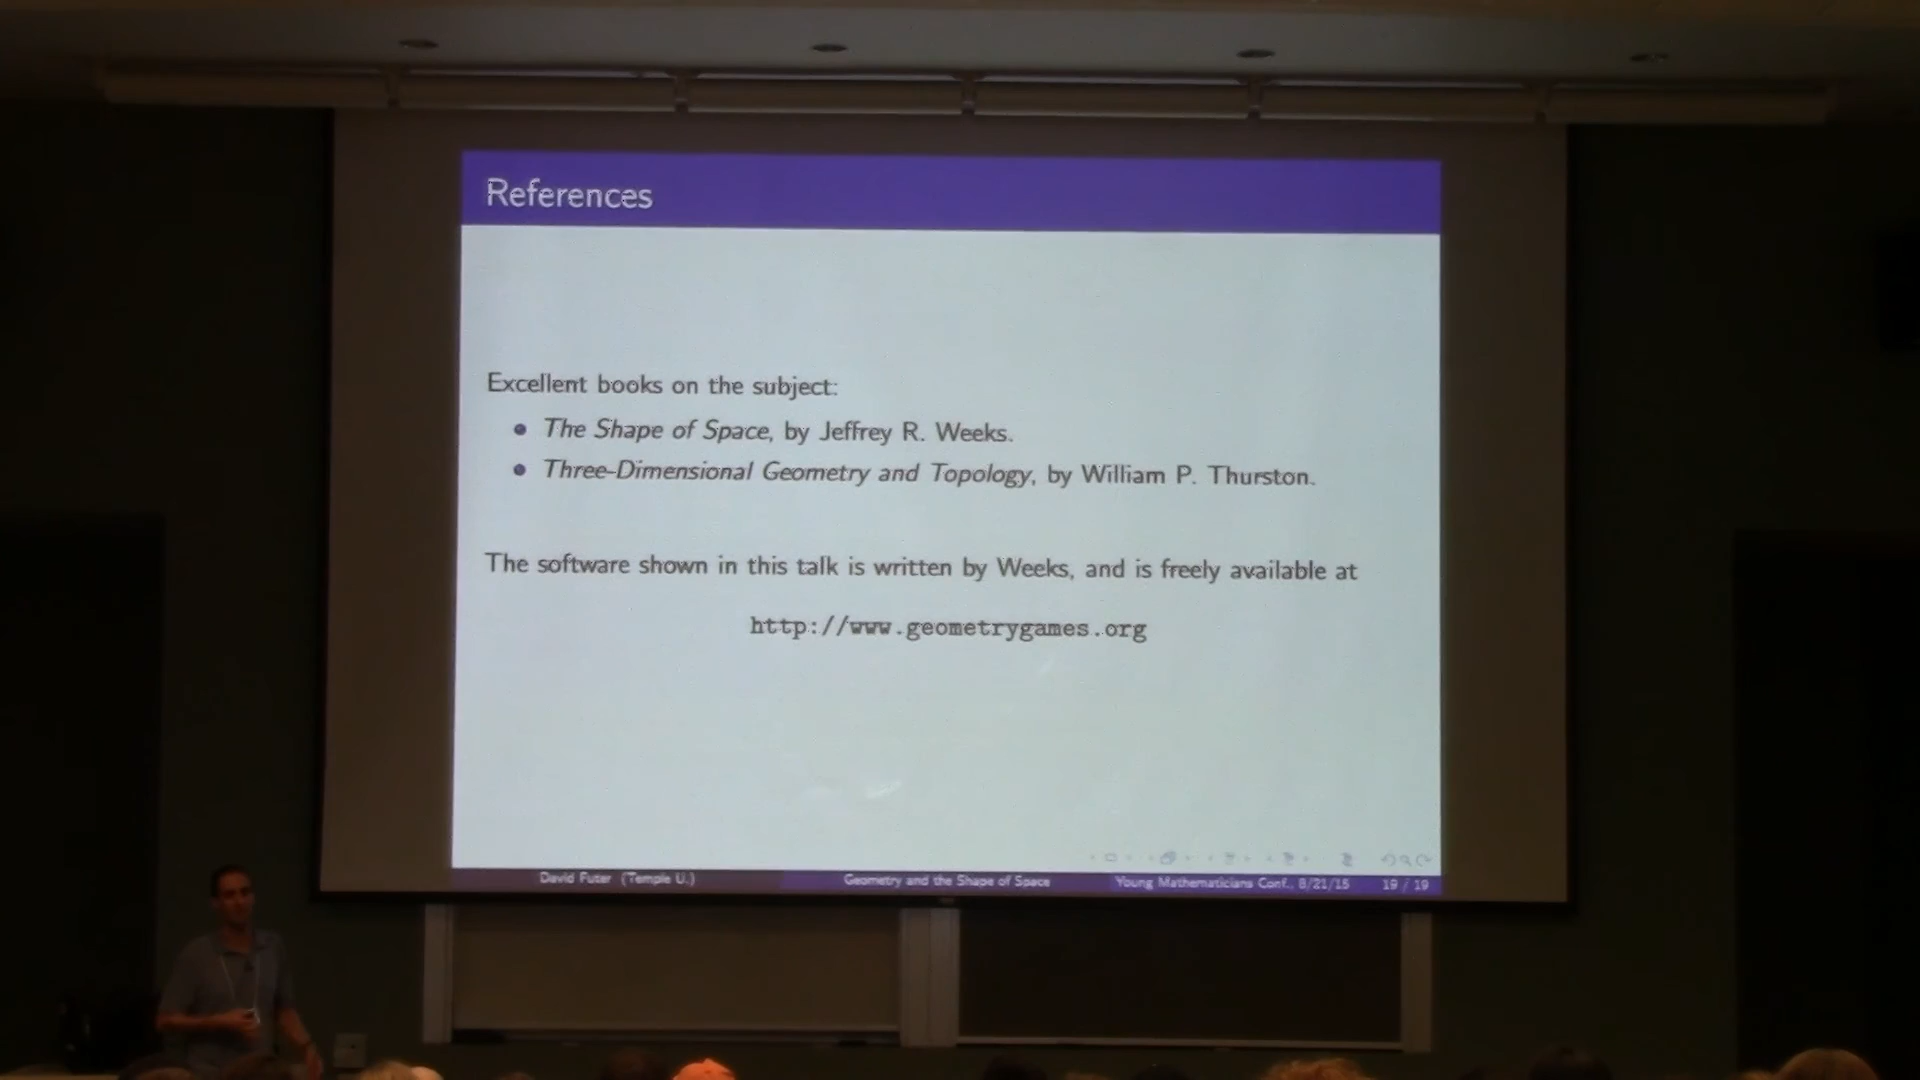 References
Excellent books on the subject:
The Shape of Space, by Jeffrey R. Weeks.
Three-Dimensional Geometry and Topology, by William P. Thurston.
The software shown in this talk is written by Weeks, and is freely available at
http://www.geometrygames.org
David Futer (Temple U.) Geometry and the Shape of Space Young Mathematicians Conf., 8/21/15 19 / 19